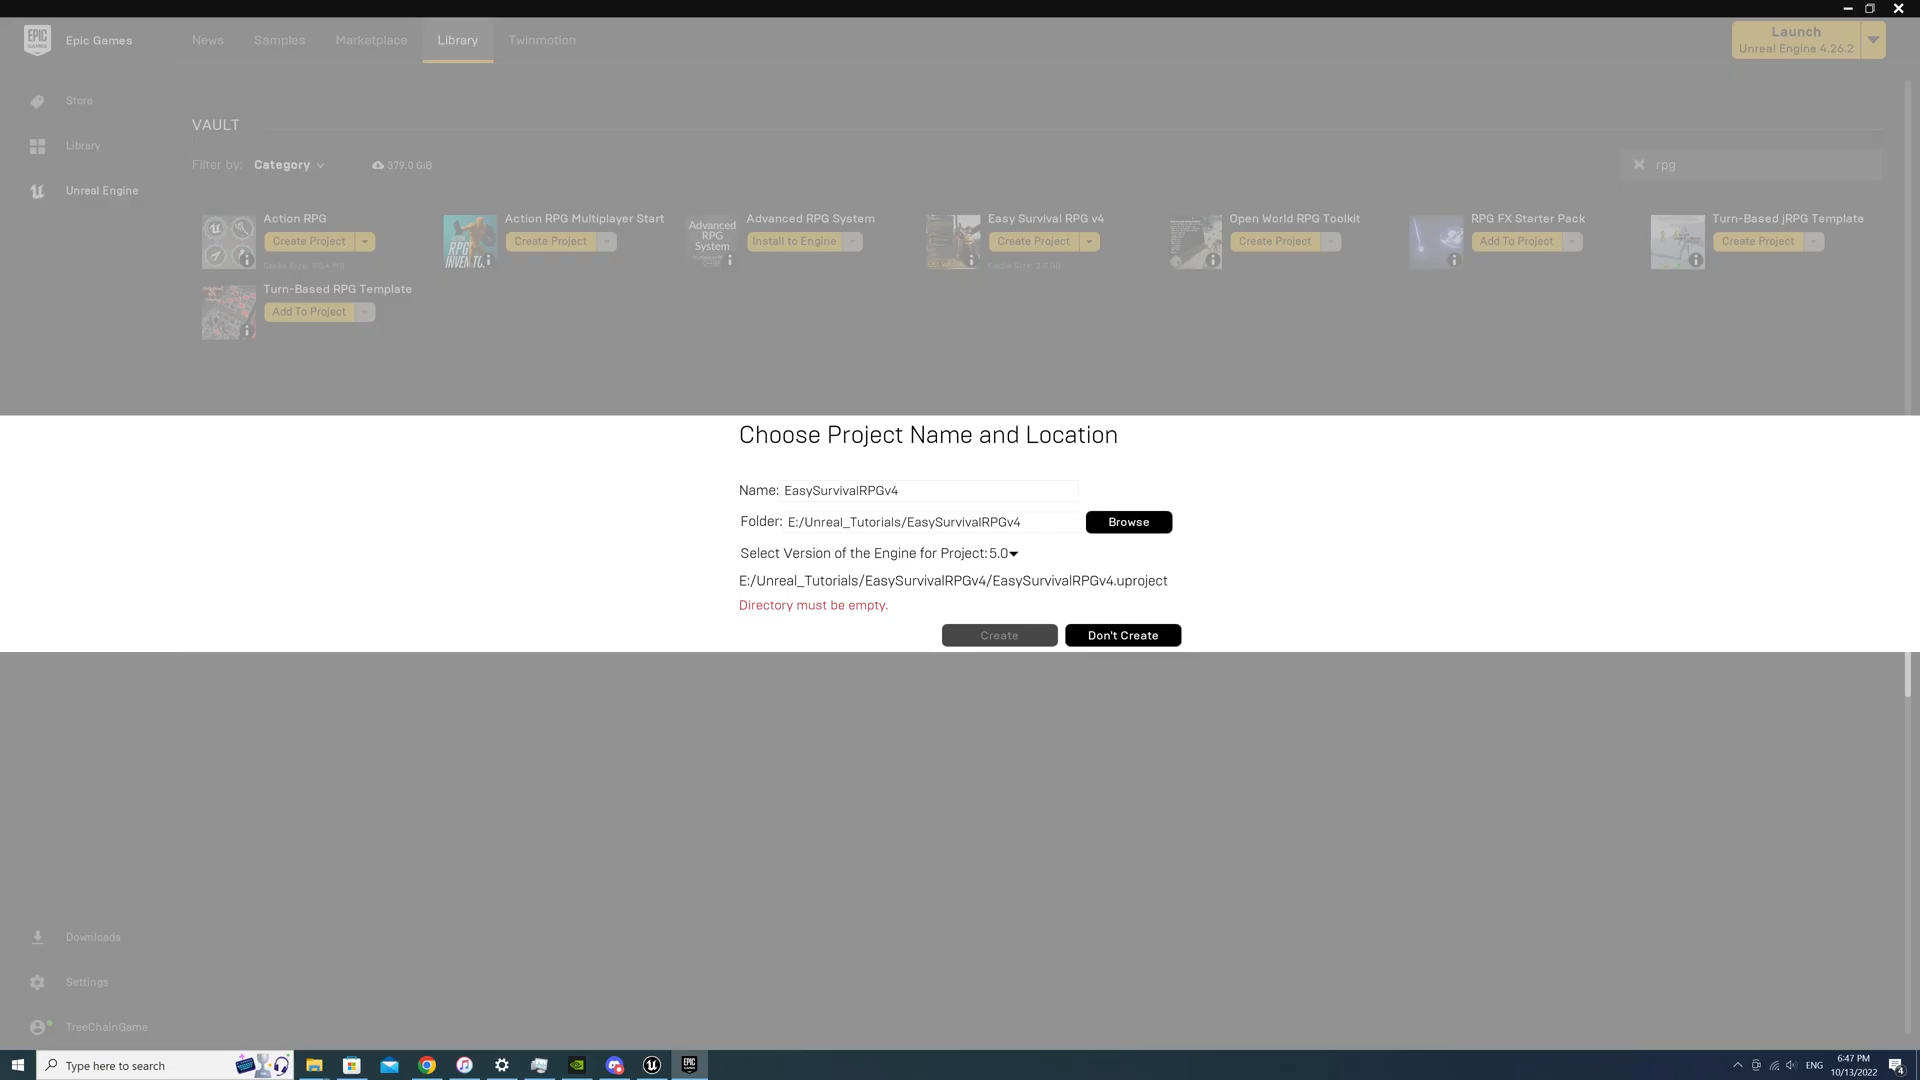 Epic Games
News
Samples
Marketplace
Library
Twinmotion
Launch
Unreal Engine 4.26.2
Store
Library
Unreal Engine
VAULT
Filter by:
Category
379.0 GiB
rpg
Action RPG
Create Project
Action RPG Multiplayer Start
Create Project
Advanced RPG System
Install to Engine
Easy Survival RPG v4
Create Project
Open World RPG Toolkit
Create Project
RPG FX Starter Pack
Add To Project
Turn-Based jRPG Template
Create Project
Advanced
RPG
System
Turn-Based RPG Template
Add To Project
Choose Project Name and Location
Name: EasySurvivalRPGv4
Folder: E:/Unreal_Tutorials/EasySurvivalRPGv4
Browse
Select Version of the Engine for Project: 5.0
E:/Unreal_Tutorials/EasySurvivalRPGv4/EasySurvivalRPGv4.uproject
Directory must be empty.
Create
Don't Create
Downloads
Settings
TreeChainGame
Type here to search
ENG
6:47 PM
10/13/2022
4